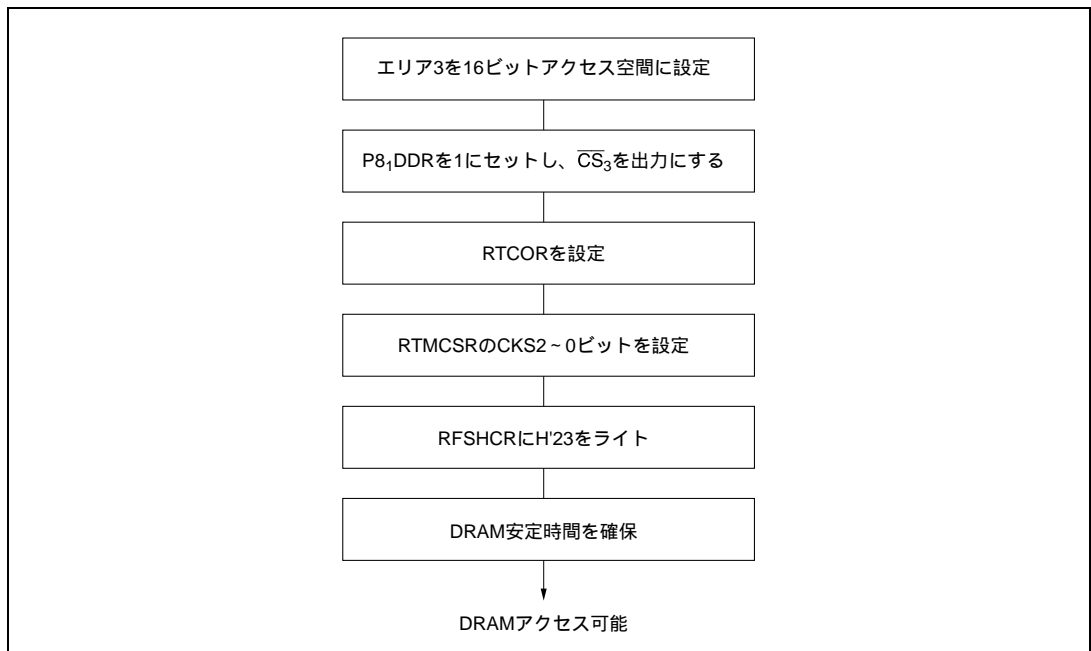 エリア3を16ビットアクセス空間に設定
P8₁DDRを1にセットし、C̅S̅₃を出力にする
RTCORを設定
RTMCSRのCKS2~0ビットを設定
RFSHCRにH'23をライト
DRAM安定時間を確保
DRAMアクセス可能